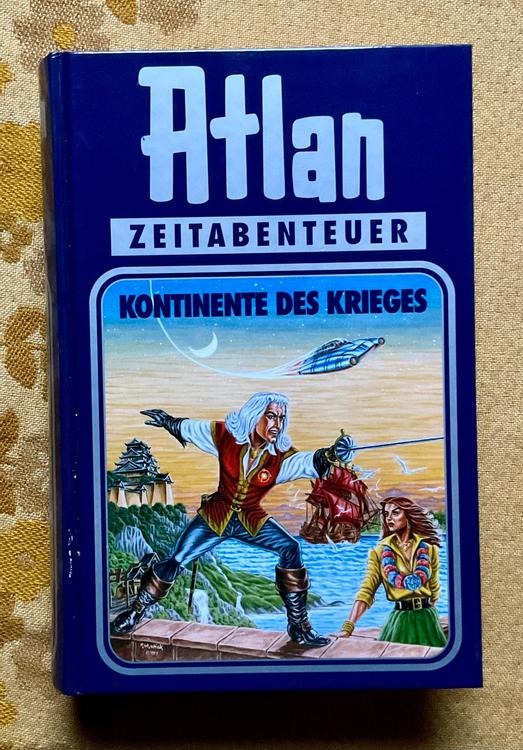 Atlan
ZEITABENTEUER
KONTINENTE DES KRIEGES